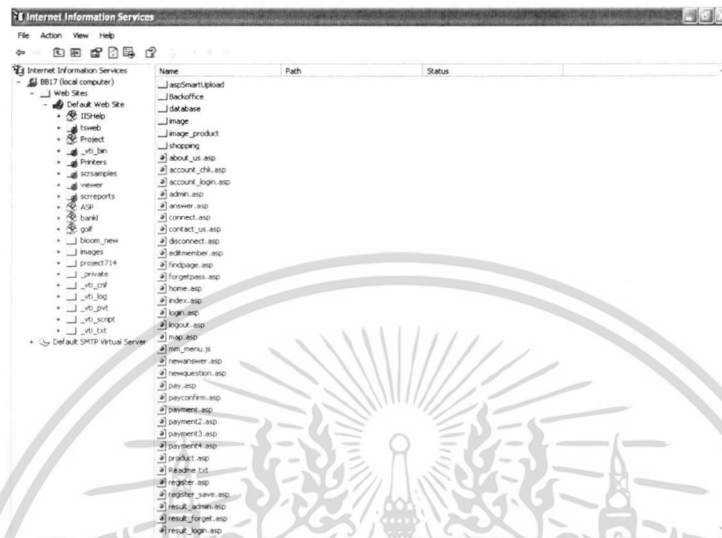 Internet Information Services
File Action View Help
Internet Information Services
BB17 (local computer)
Web Sites
Default Web Site
IISHelp
tsweb
Project
_vti_bin
Printers
scrsamples
viewer
scrreports
ASP
bankl
golf
bloom_new
images
project714
_private
_vti_cnf
_vti_log
_vti_pvt
_vti_script
_vti_txt
Default SMTP Virtual Server
Name Path Status
aspSmartUpload
Backoffice
database
image
image_product
shopping
about_us.asp
account_chk.asp
account_login.asp
admin.asp
answer.asp
connect.asp
contact_us.asp
disconnect.asp
editmember.asp
findpage.asp
forgetpass.asp
home.asp
index.asp
login.asp
logout.asp
map.asp
mm_menu.js
newanswer.asp
newquestion.asp
pay.asp
payconfirm.asp
payment.asp
payment2.asp
payment3.asp
payment4.asp
product.asp
Readme.txt
register.asp
register_save.asp
result_admin.asp
result_forget.asp
result_login.asp